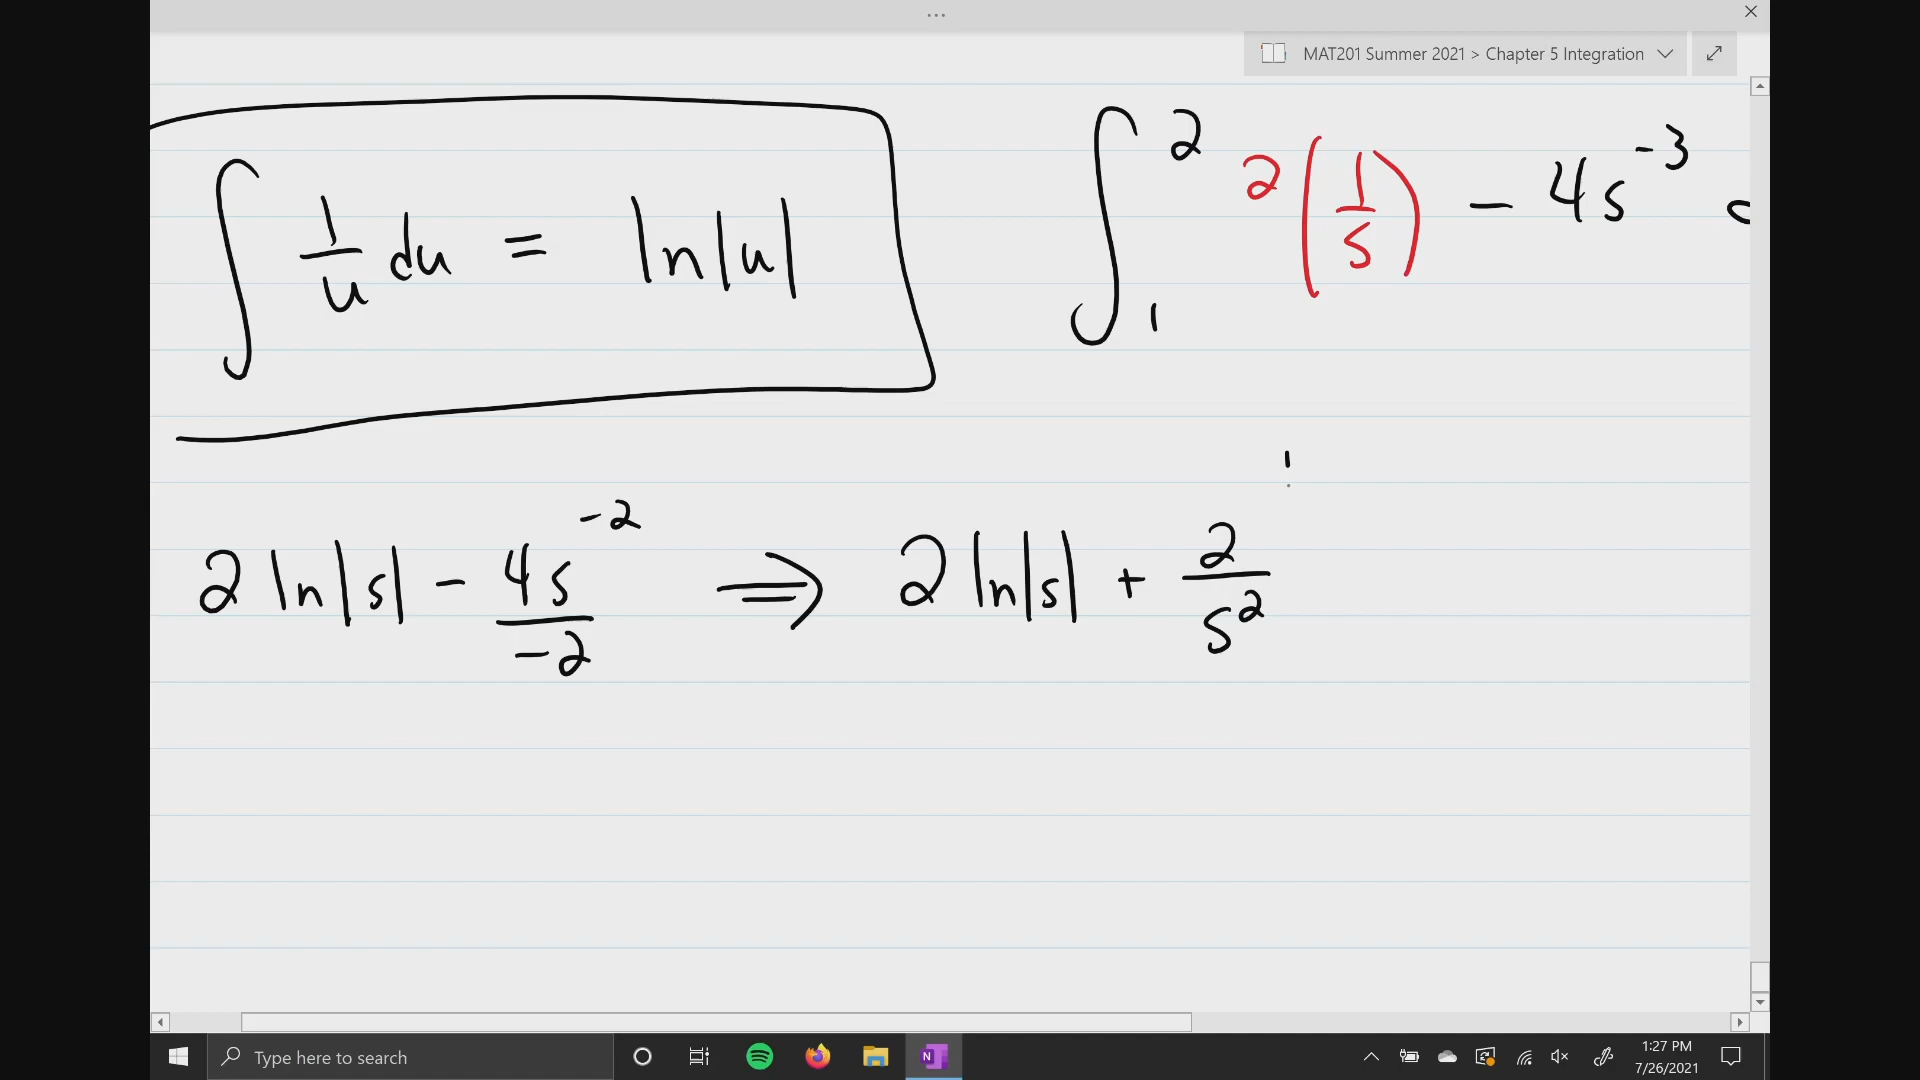 MAT201 Summer 2021 > Chapter 5 Integration
∫ 1/u du = ln|u|
∫₁² 2(1/s) - 4s⁻³
2 ln|s| - 4s⁻²/-2 ⇒ 2 ln|s| + 2/s²
Type here to search
1:27 PM
7/26/2021